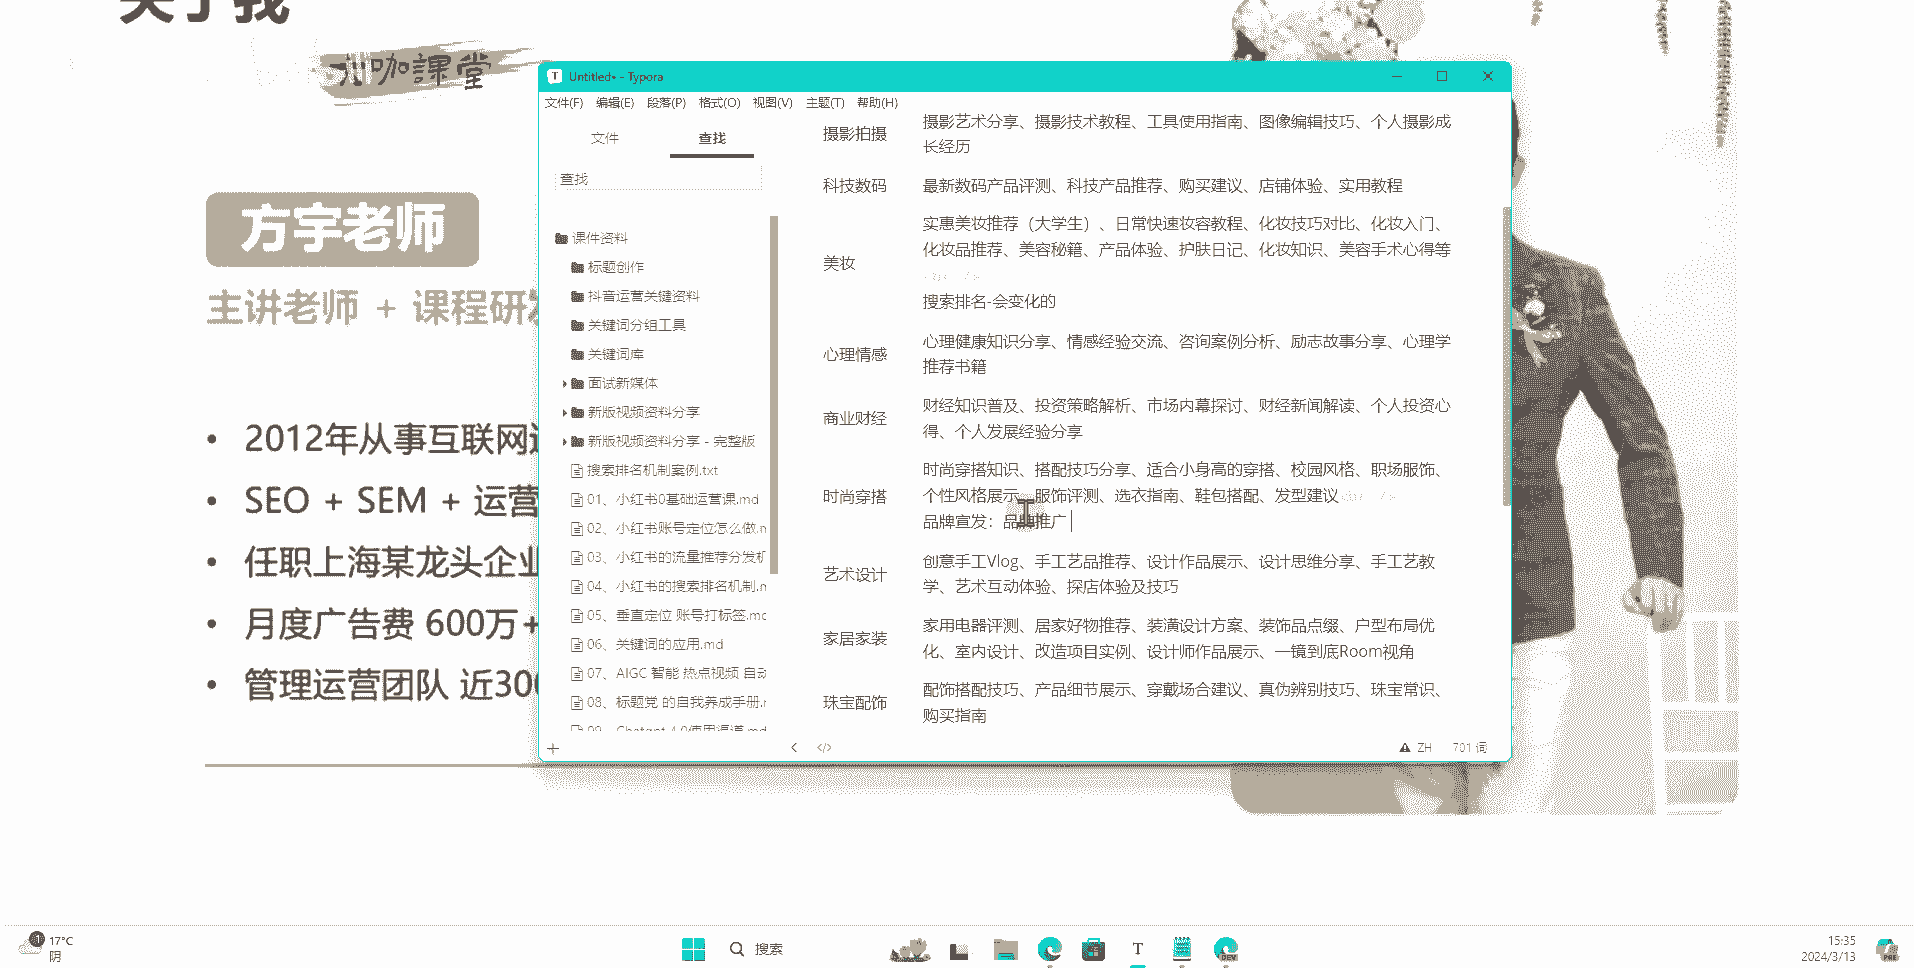 关于我
咖課堂
方宇老师
主讲老师 + 课程研
2012年从事互联网
SEO + SEM + 运营
任职上海某龙头企业
月度广告费 600万+
管理运营团队 近300
Untitled• - Typora
文件(F) 编辑(E) 段落(P) 格式(O) 视图(V) 主题(T) 帮助(H)
文件 查找
查找
课件资料
标题创作
抖音运营关键资料
关键词分组工具
关键词库
面试新媒体
新版视频资料分享
新版视频资料分享 - 完整版
搜索排名机制案例.txt
01、小红书0基础运营课.md
02、小红书账号定位怎么做.m
03、小红书的流量推荐分发机
04、小红书的搜索排名机制.m
05、垂直定位 账号打标签.md
06、关键词的应用.md
07、AIGC 智能 热点视频 自动
08、标题党 的自我养成手册.m
摄影拍摄
摄影艺术分享、摄影技术教程、工具使用指南、图像编辑技巧、个人摄影成
长经历
科技数码
最新数码产品评测、科技产品推荐、购买建议、店铺体验、实用教程
美妆
实惠美妆推荐（大学生）、日常快速妆容教程、化妆技巧对比、化妆入门、
化妆品推荐、美容秘籍、产品体验、护肤日记、化妆知识、美容手术心得等
搜索排名-会变化的
心理情感
心理健康知识分享、情感经验交流、咨询案例分析、励志故事分享、心理学
推荐书籍
商业财经
财经知识普及、投资策略解析、市场内幕探讨、财经新闻解读、个人投资心
得、个人发展经验分享
时尚穿搭
时尚穿搭知识、搭配技巧分享、适合小身高的穿搭、校园风格、职场服饰、
个性风格展示、服饰评测、选衣指南、鞋包搭配、发型建议
品牌宣发：品牌推广
艺术设计
创意手工Vlog、手工艺品推荐、设计作品展示、设计思维分享、手工艺教
学、艺术互动体验、探店体验及技巧
家居家装
家用电器评测、居家好物推荐、装潢设计方案、装饰品点缀、户型布局优
化、室内设计、改造项目实例、设计师作品展示、一镜到底Room视角
珠宝配饰
配饰搭配技巧、产品细节展示、穿戴场合建议、真伪辨别技巧、珠宝常识、
购买指南
ZH 701 词
17°C
阴
搜索
15:35
2024/3/13